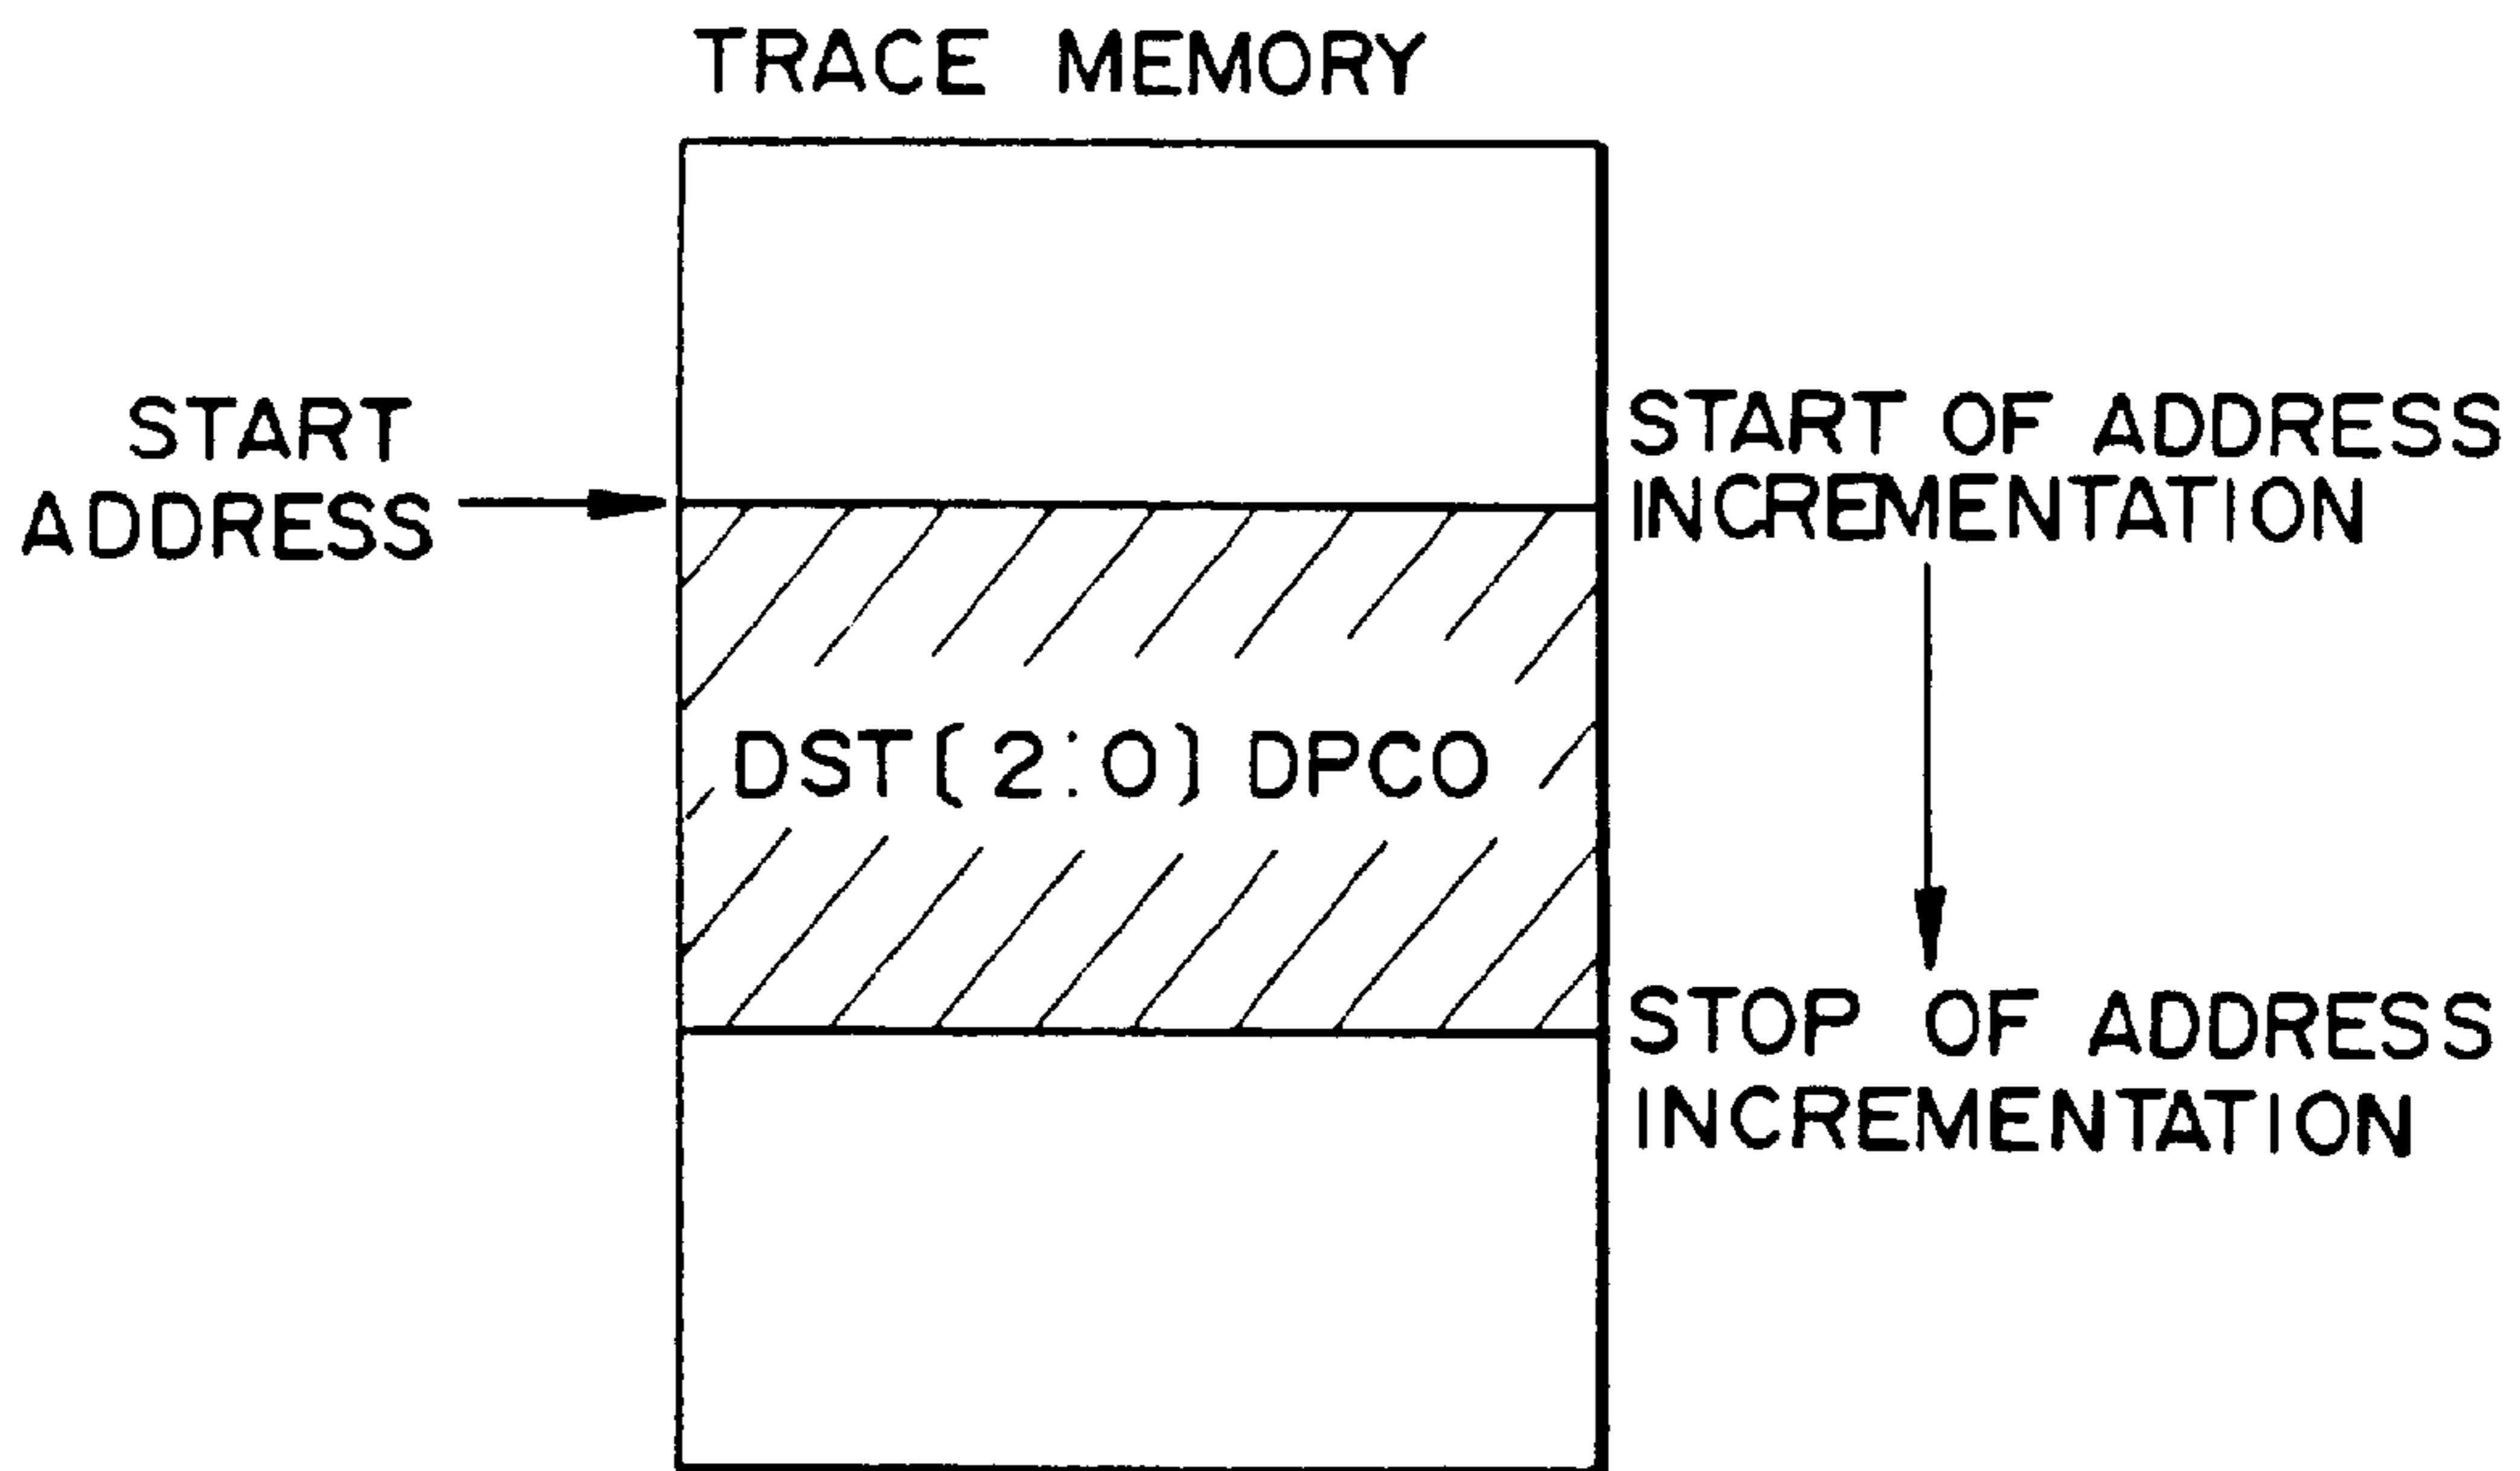 TRACE MEMORY
START
ADDRESS
START OF ADDRESS
INCREMENTATION
DST(2:0) DPCO
STOP OF ADDRESS
INCREMENTATION